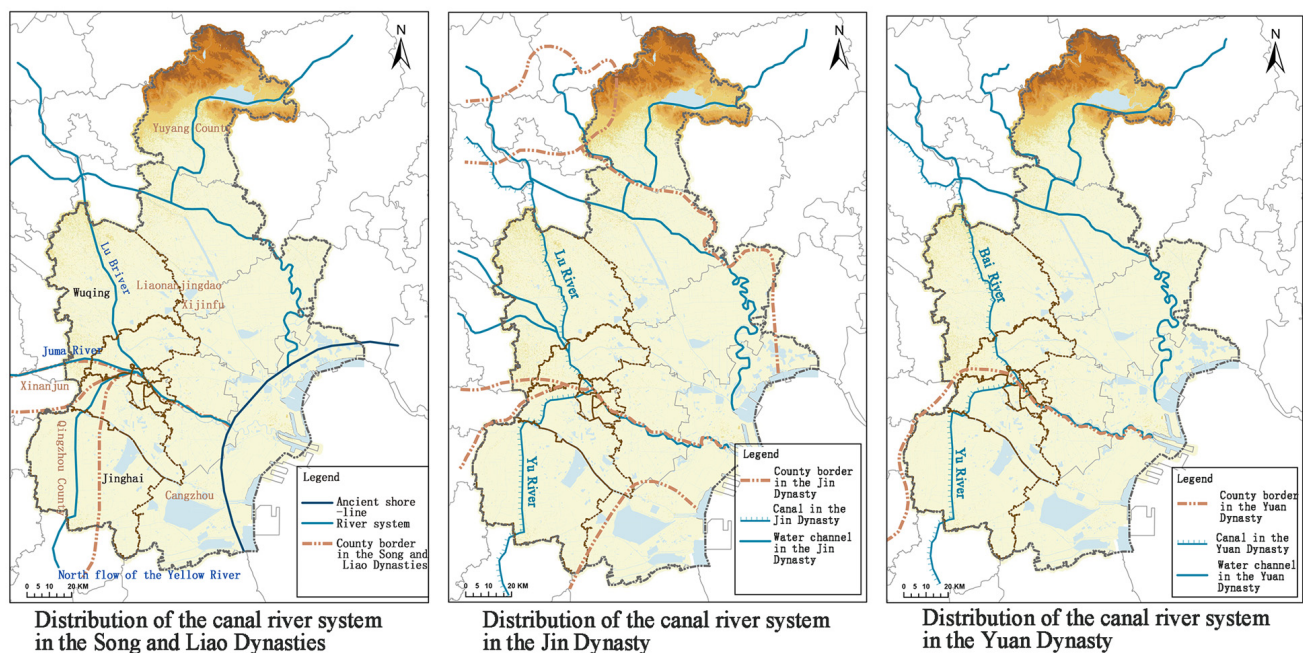 N
Yuyang Count
Lu Briver
Wuqing
Liaonanjingdao
Xijinfu
Juma River
Xinanjun
Qingzhou Count
Jinghai
Cangzhou
North flow of the Yellow River
Legend
Ancient shore
-line
River system
County border
in the Song and
Liao Dynasties
0 5 10 20 KM
Distribution of the canal river system
in the Song and Liao Dynasties
N
Lu River
Yu River
Legend
County border
in the Jin
Dynasty
Canal in the
Jin Dynasty
Water channel
in the Jin
Dynasty
0 5 10 20 KM
Distribution of the canal river system
in the Jin Dynasty
N
Bai River
Yu River
Legend
County border
in the Yuan
Dynasty
Canal in the
Yuan Dynasty
Water channel
in the Yuan
Dynasty
0 5 10 20 KM
Distribution of the canal river system
in the Yuan Dynasty